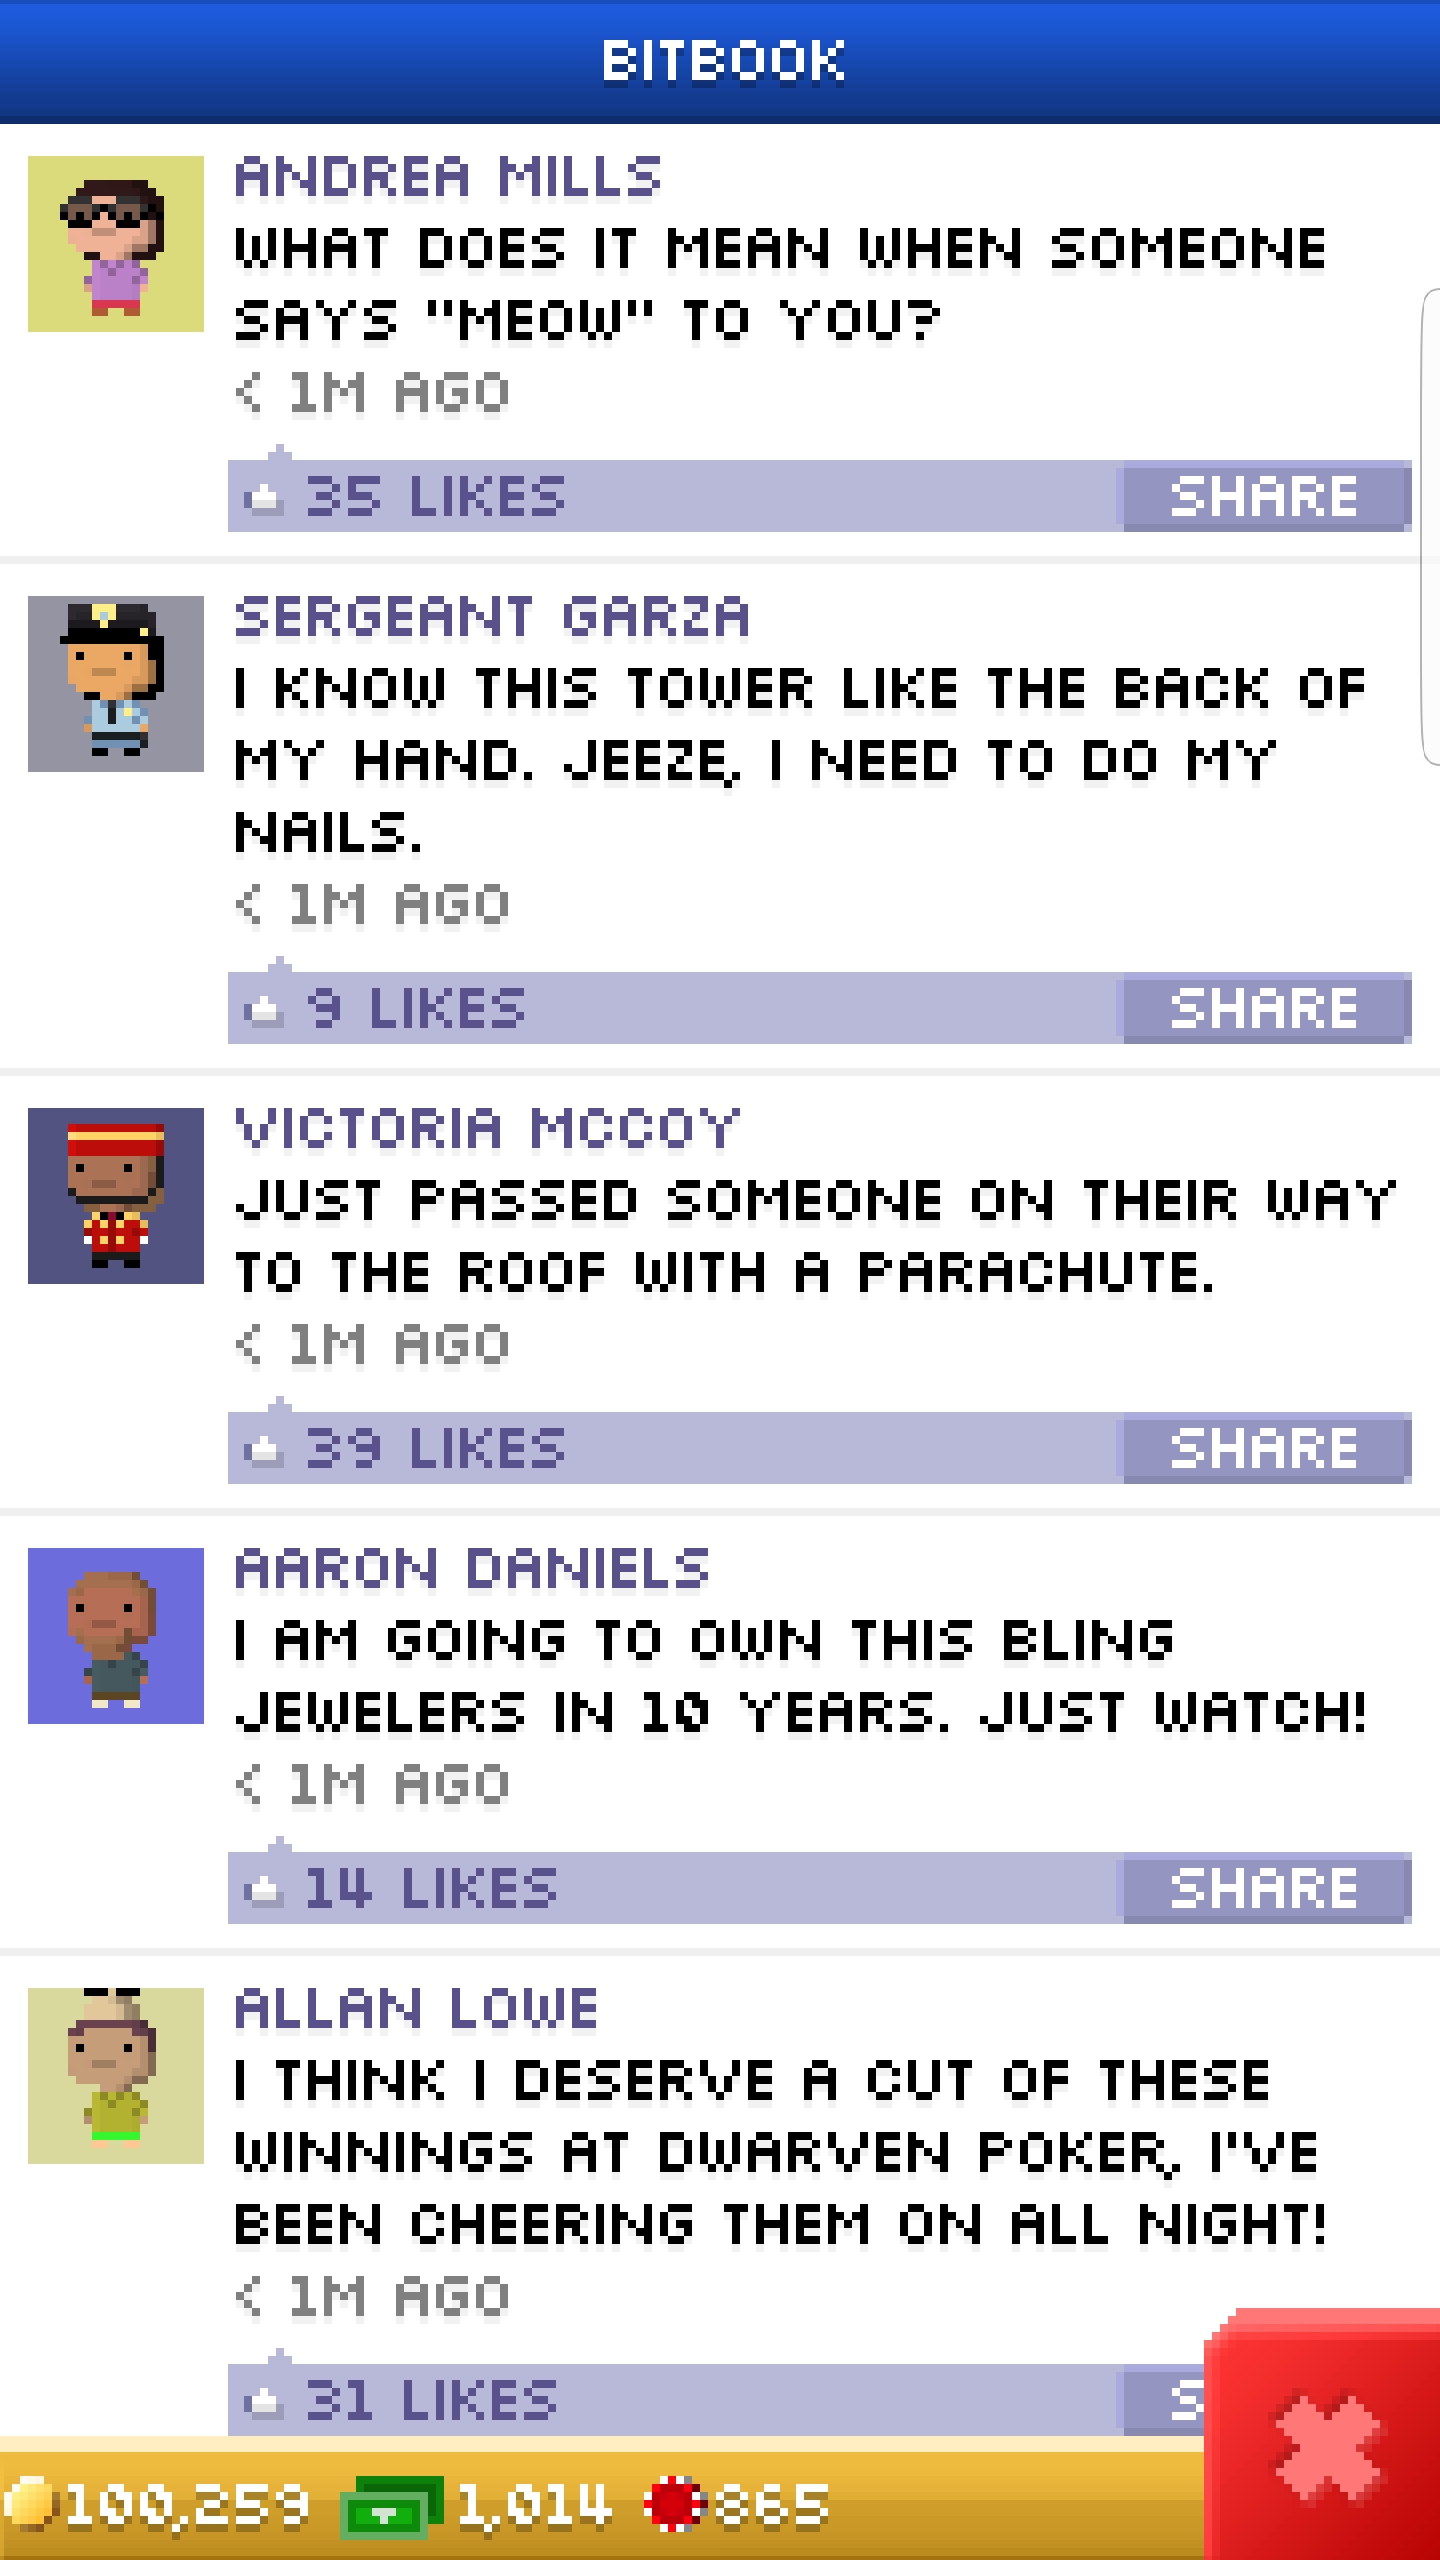 BITBOOK
ANDREA MILLS
WHAT DOES IT MEAN WHEN SOMEONE
SAYS "MEOW" TO YOU?
< 1M AGO
35 LIKES SHARE
SERGEANT GARZA
I KNOW THIS TOWER LIKE THE BACK OF
MY HAND. JEEZE, I NEED TO DO MY
NAILS.
< 1M AGO
9 LIKES SHARE
VICTORIA MCCOY
JUST PASSED SOMEONE ON THEIR WAY
TO THE ROOF WITH A PARACHUTE.
< 1M AGO
39 LIKES SHARE
AARON DANIELS
I AM GOING TO OWN THIS BLING
JEWELERS IN 10 YEARS. JUST WATCH!
< 1M AGO
14 LIKES SHARE
ALLAN LOWE
I THINK I DESERVE A CUT OF THESE
WINNINGS AT DWARVEN POKER, I'VE
BEEN CHEERING THEM ON ALL NIGHT!
< 1M AGO
31 LIKES S
100,259 1,014 865